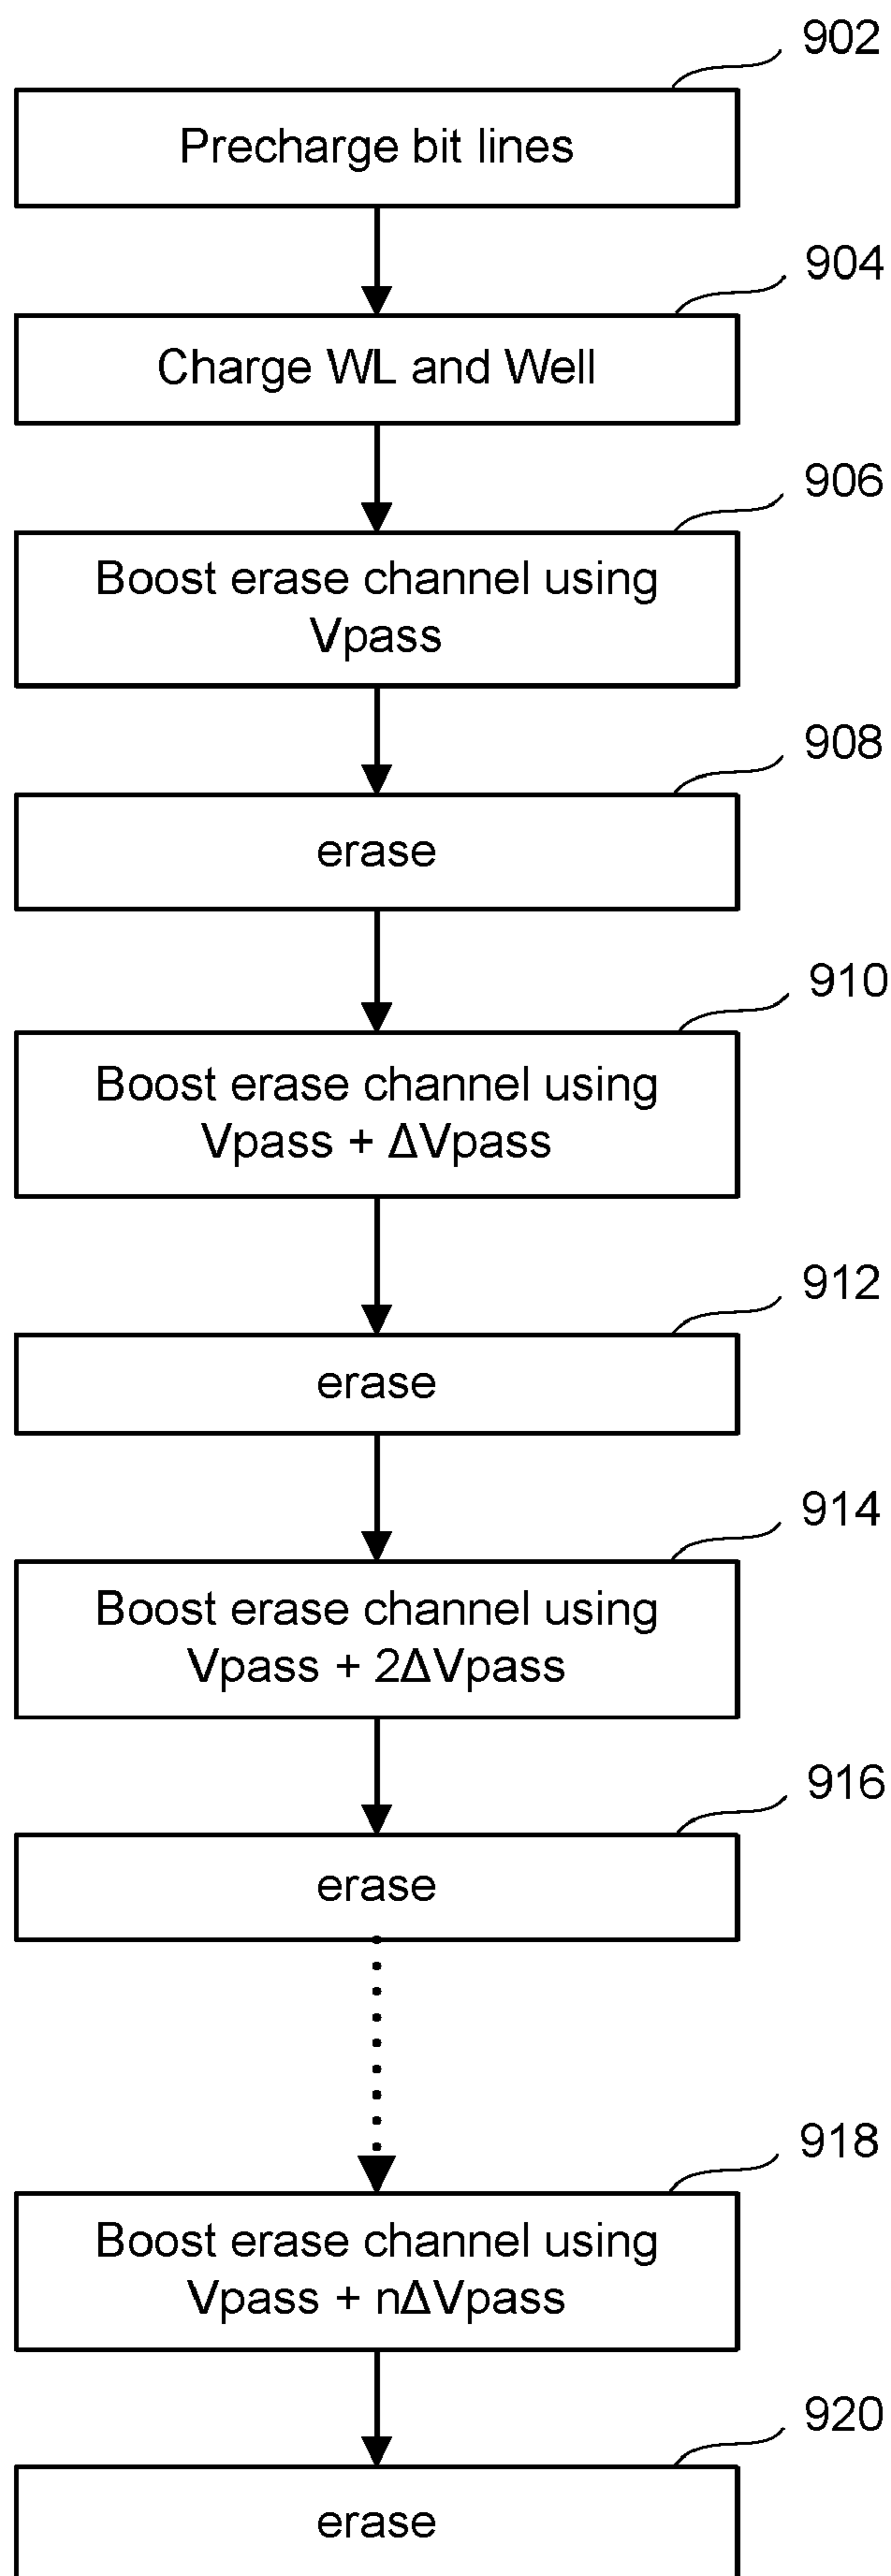 902
Precharge bit lines
904
Charge WL and Well
906
Boost erase channel using
Vpass
908
erase
910
Boost erase channel using
Vpass + ΔVpass
912
erase
914
Boost erase channel using
Vpass + 2ΔVpass
916
erase
918
Boost erase channel using
Vpass + nΔVpass
920
erase